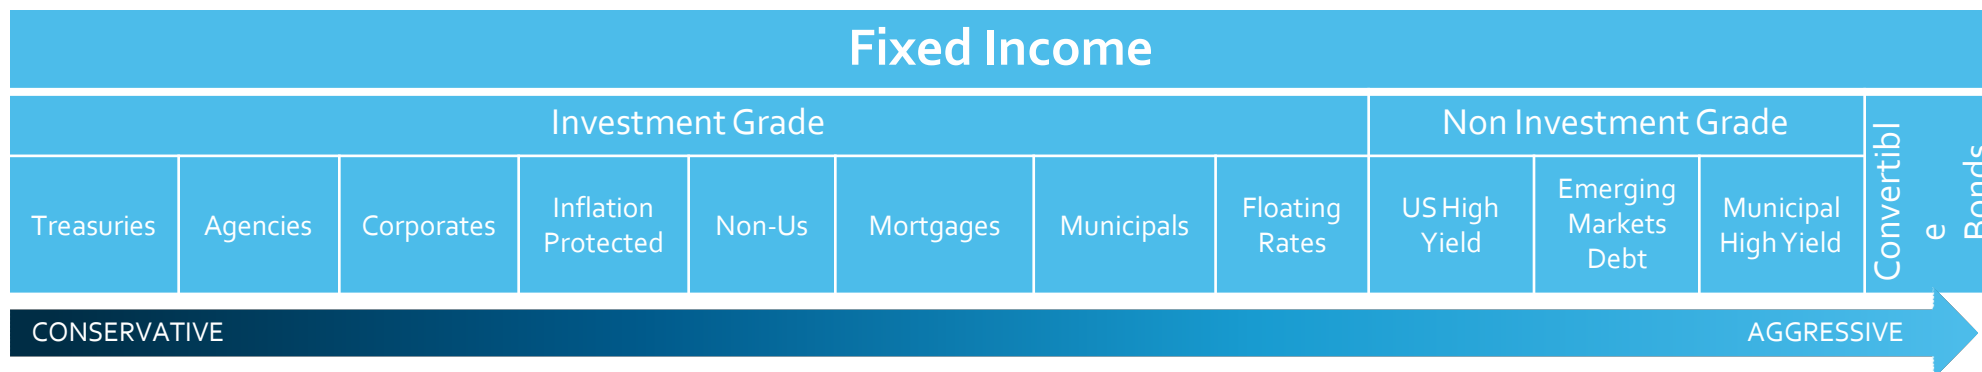 Fixed Income
Investment Grade
Non Investment Grade
Convertibl
e
Bonds
Treasuries
Agencies
Corporates
Inflation
Protected
Non-Us
Mortgages
Municipals
Floating
Rates
US High
Yield
Emerging
Markets
Debt
Municipal
High Yield
CONSERVATIVE
AGGRESSIVE